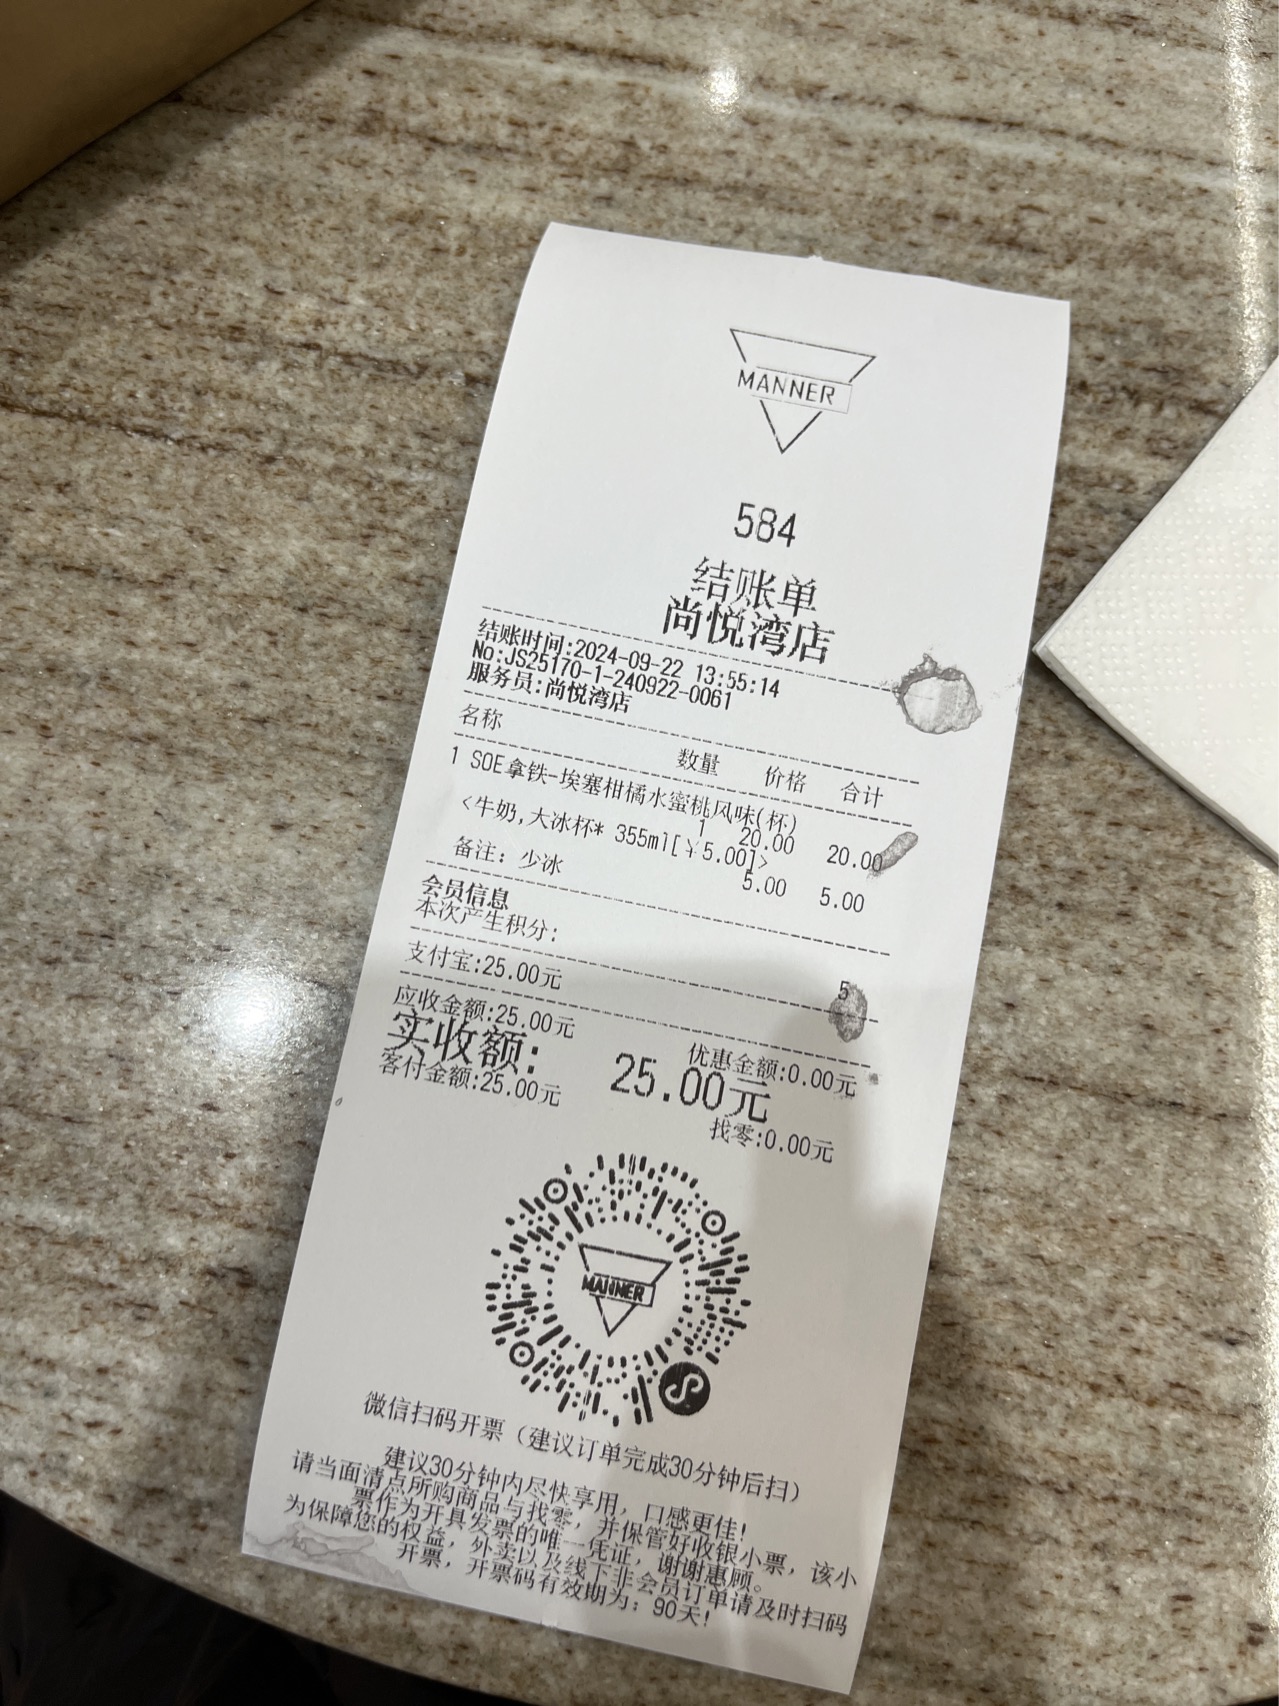 MANNER
584
结账单
尚悦湾店
结账时间:2024-09-22 13:55:14
No:JS25170-1-240922-0061
服务员:尚悦湾店
名称 数量 价格 合计
1 SOE拿铁-埃塞柑橘水蜜桃风味(杯)
1 20.00 20.00
<牛奶,大冰杯* 355ml[￥5.00]>
5.00 5.00
备注: 少冰
会员信息
本次产生积分: 5
支付宝:25.00元
应收金额:25.00元 优惠金额:0.00元
实收额: 25.00元
客付金额:25.00元 找零:0.00元
MANNER
微信扫码开票（建议订单完成30分钟后扫）
建议30分钟内尽快享用，口感更佳!
请当面清点所购商品与找零，并保管好收银小票，该小
票作为开具发票的唯一凭证，谢谢惠顾。
为保障您的权益，外卖以及线下非会员订单请及时扫码
开票，开票码有效期为: 90天!